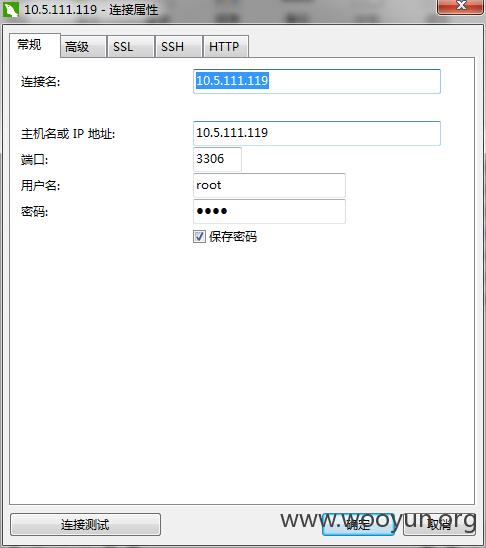 10.5.111.119 - 连接属性
常规 高级 SSL SSH HTTP
连接名: 10.5.111.119
主机名或 IP 地址: 10.5.111.119
端口: 3306
用户名: root
密码: ●●●●
保存密码
连接测试 确定 取消
www.wooyun.org